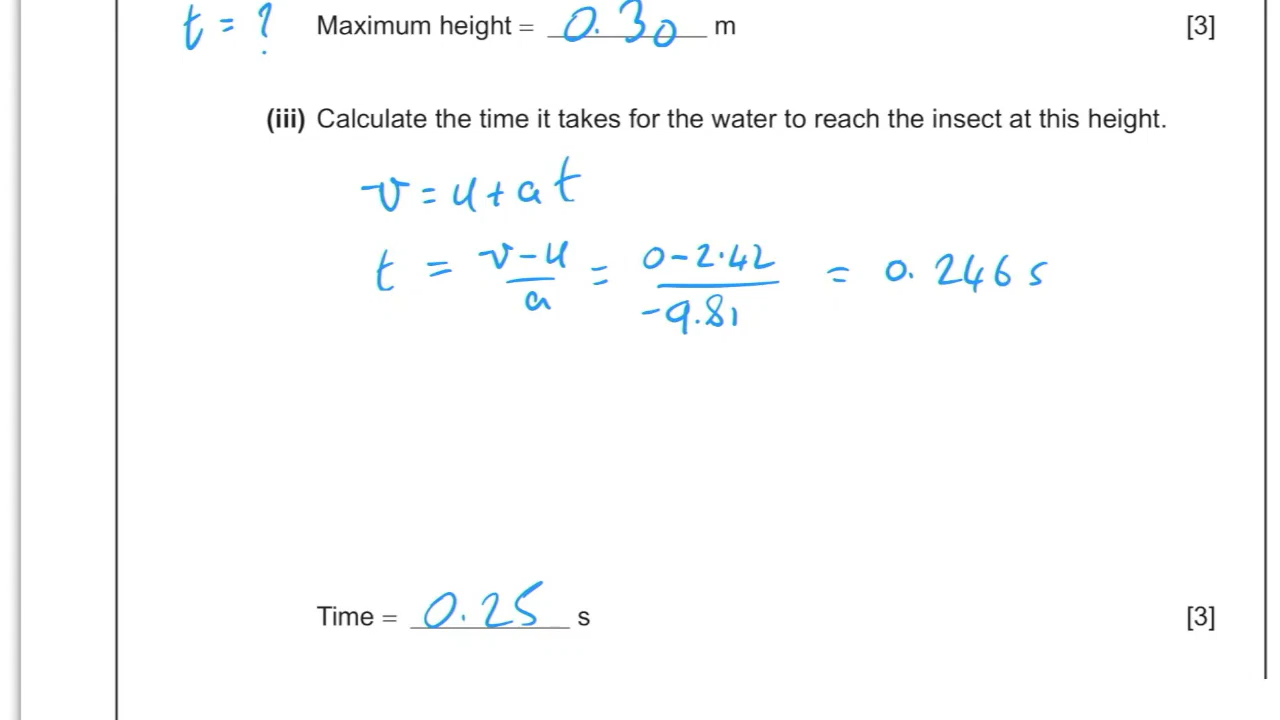 t = ? Maximum height = 0.30 m [3]
(iii) Calculate the time it takes for the water to reach the insect at this height.
v = u + at
t = v - u / a = 0 - 2.42 / -9.81 = 0.246 s
Time = 0.25 s [3]